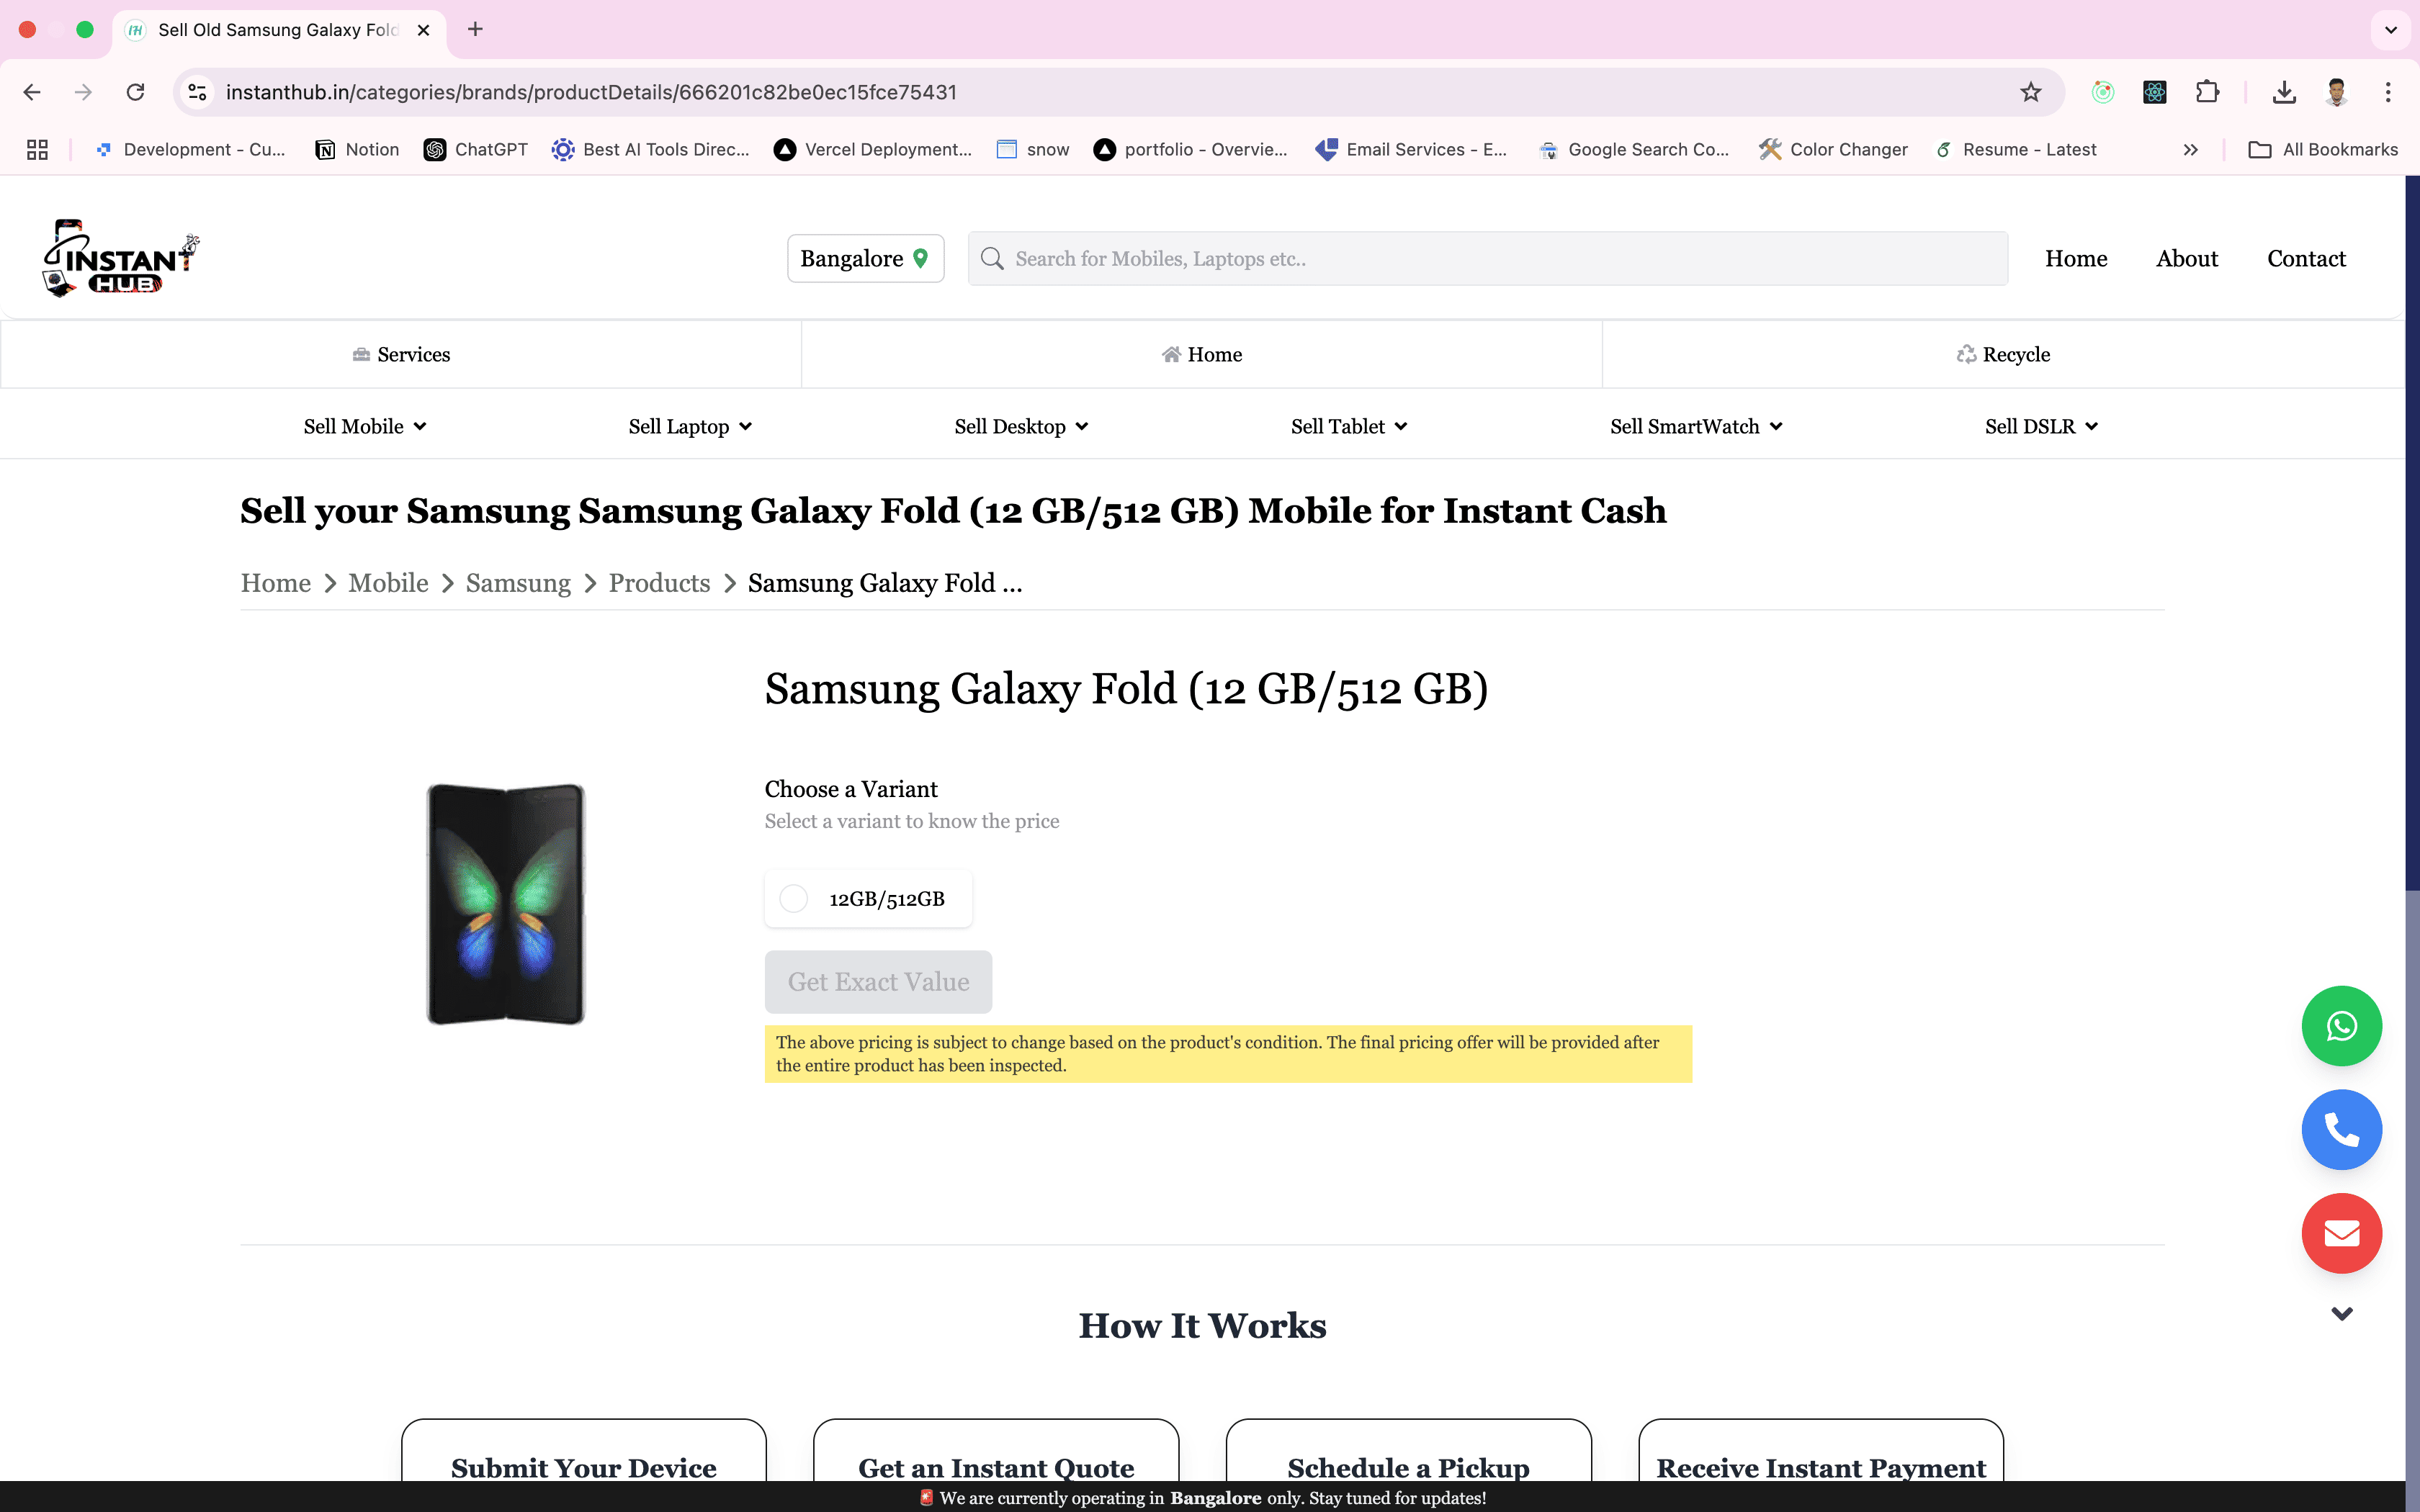 Sell Old Samsung Galaxy Fold
instanthub.in/categories/brands/productDetails/666201c82be0ec15fce75431
Development - Cu... Notion ChatGPT Best AI Tools Direc... Vercel Deployment... snow portfolio - Overvie... Email Services - E... Google Search Co... Color Changer Resume - Latest All Bookmarks
INSTANT
HUB
Bangalore Search for Mobiles, Laptops etc.. Home About Contact
Services Home Recycle
Sell Mobile Sell Laptop Sell Desktop Sell Tablet Sell SmartWatch Sell DSLR
Sell your Samsung Samsung Galaxy Fold (12 GB/512 GB) Mobile for Instant Cash
Home Mobile Samsung Products Samsung Galaxy Fold ...
Samsung Galaxy Fold (12 GB/512 GB)
Choose a Variant
Select a variant to know the price
12GB/512GB
Get Exact Value
The above pricing is subject to change based on the product's condition. The final pricing offer will be provided after
the entire product has been inspected.
How It Works
Submit Your Device Get an Instant Quote Schedule a Pickup Receive Instant Payment
🚨 We are currently operating in Bangalore only. Stay tuned for updates!